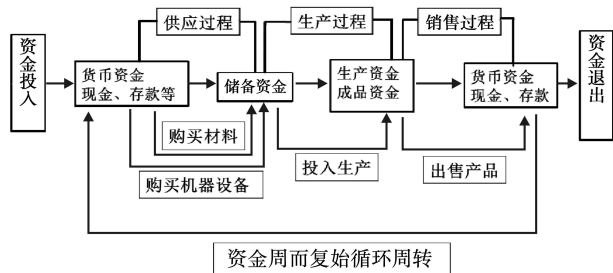 供应过程
生产过程
销售过程
资金投入
货币资金
现金、存款等
储备资金
生产资金
成品资金
货币资金
现金、存款
资金退出
购买材料
购买机器设备
投入生产
出售产品
资金周而复始循环周转